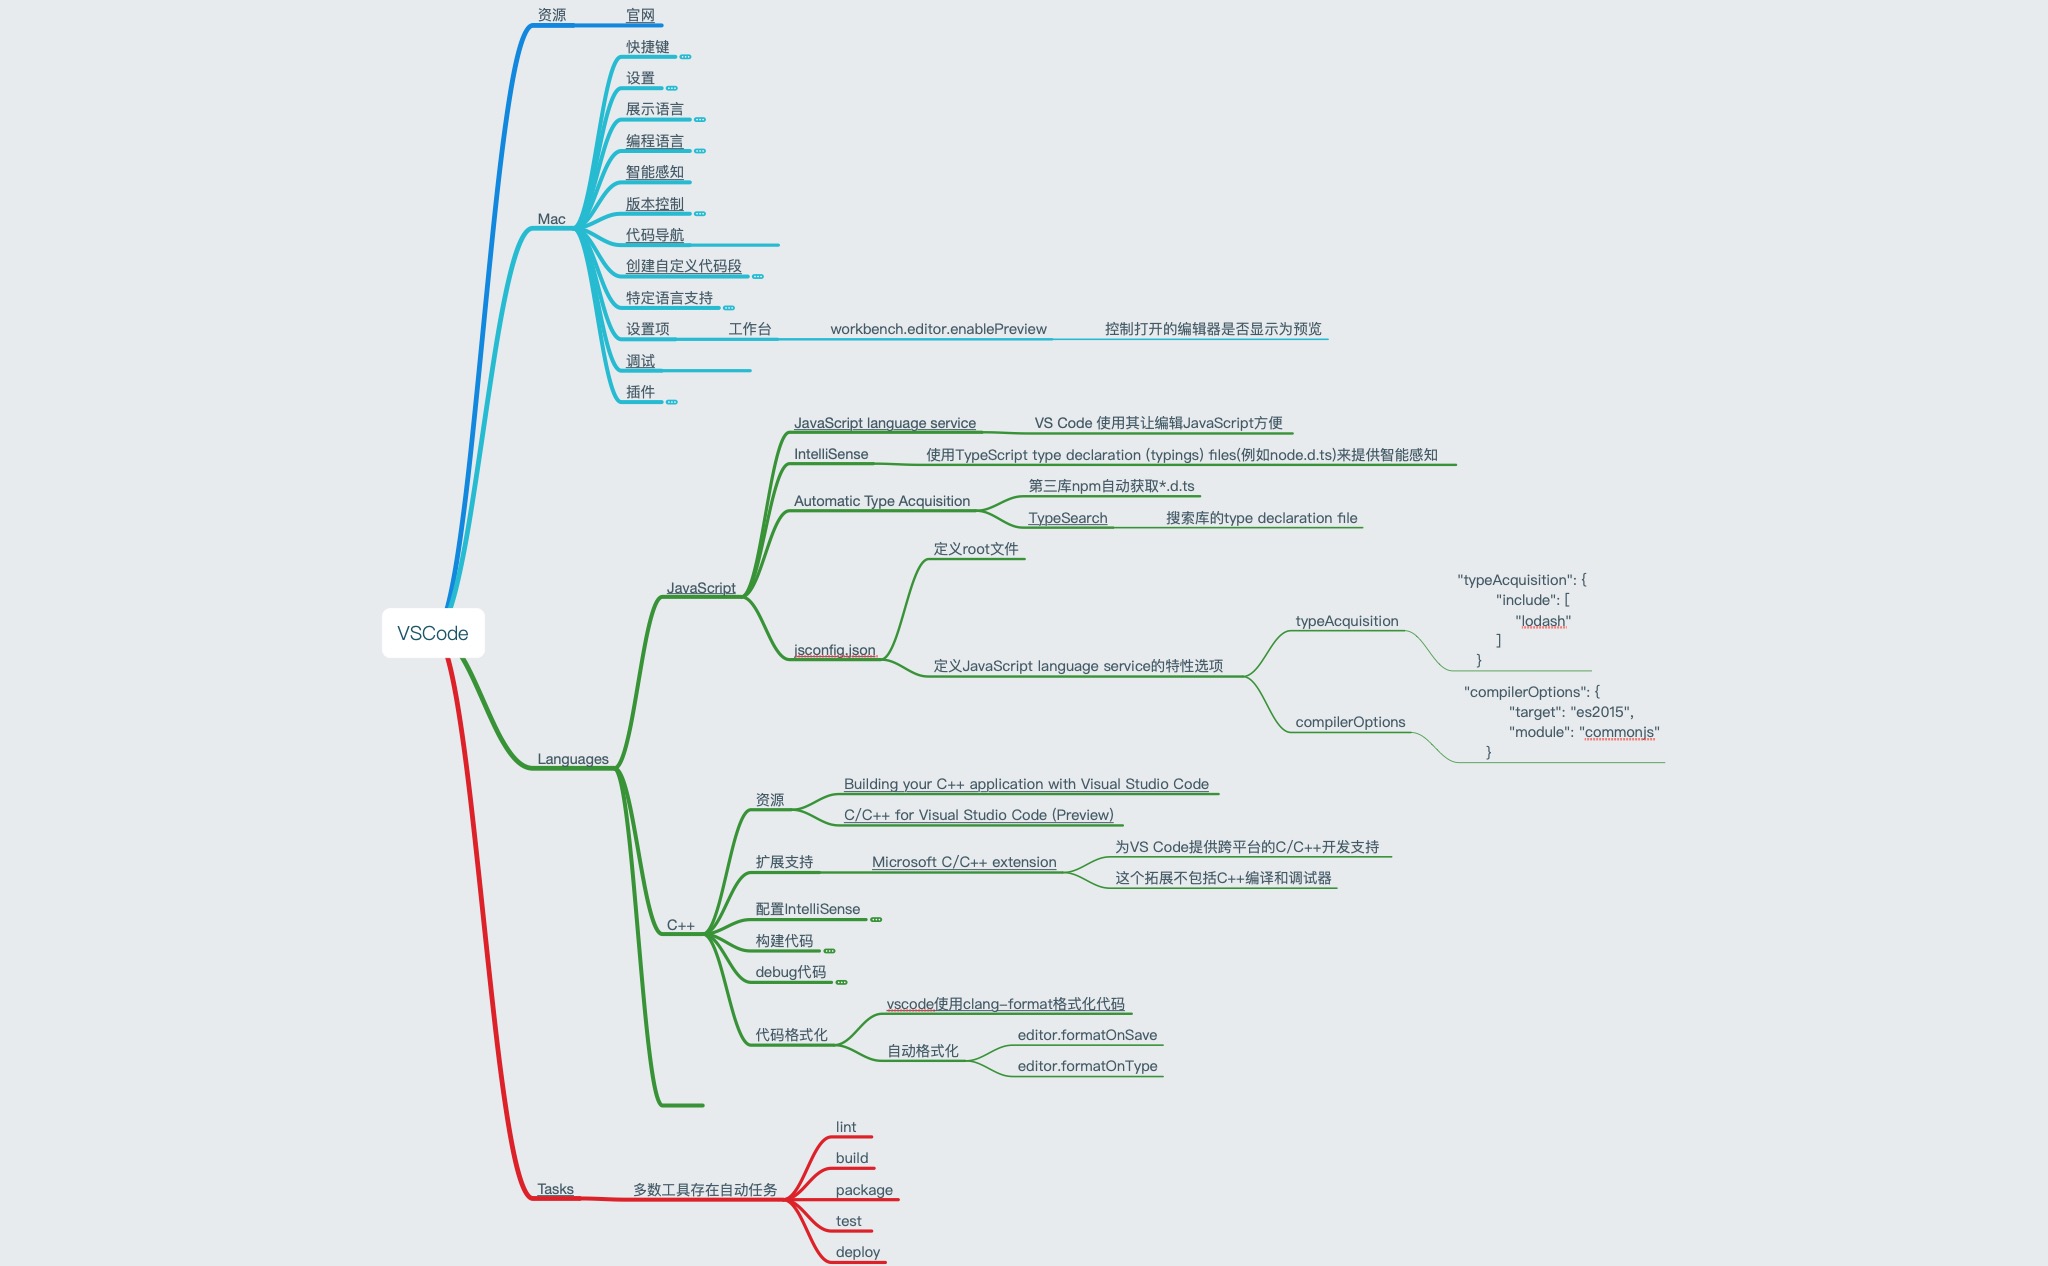 资源
官网
快捷键
设置
展示语言
编程语言
智能感知
版本控制
Mac
代码导航
创建自定义代码段
特定语言支持
设置项
工作台
workbench.editor.enablePreview
控制打开的编辑器是否显示为预览
调试
插件
JavaScript language service
VS Code 使用其让编辑JavaScript方便
IntelliSense
使用TypeScript type declaration (typings) files(例如node.d.ts)来提供智能感知
Automatic Type Acquisition
第三库npm自动获取*.d.ts
TypeSearch
搜索库的type declaration file
定义root文件
JavaScript
jsconfig.json
定义JavaScript language service的特性选项
typeAcquisition
"typeAcquisition": {
"include": [
"lodash"
]
}
compilerOptions
"compilerOptions": {
"target": "es2015",
"module": "commonjs"
}
VSCode
Languages
资源
Building your C++ application with Visual Studio Code
C/C++ for Visual Studio Code (Preview)
扩展支持
Microsoft C/C++ extension
为VS Code提供跨平台的C/C++开发支持
这个拓展不包括C++编译和调试器
C++
配置IntelliSense
构建代码
debug代码
代码格式化
vscode使用clang-format格式化代码
自动格式化
editor.formatOnSave
editor.formatOnType
Tasks
多数工具存在自动任务
lint
build
package
test
deploy